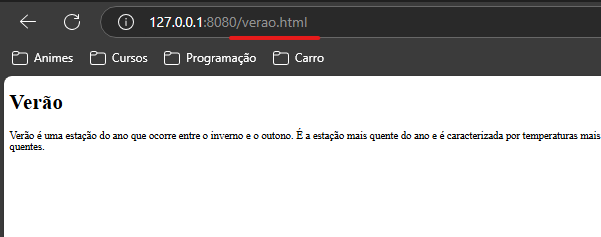 127.0.0.1:8080/verao.html
Animes Cursos Programação Carro
Verão
Verão é uma estação do ano que ocorre entre o inverno e o outono. É a estação mais quente do ano e é caracterizada por temperaturas mais
quentes.